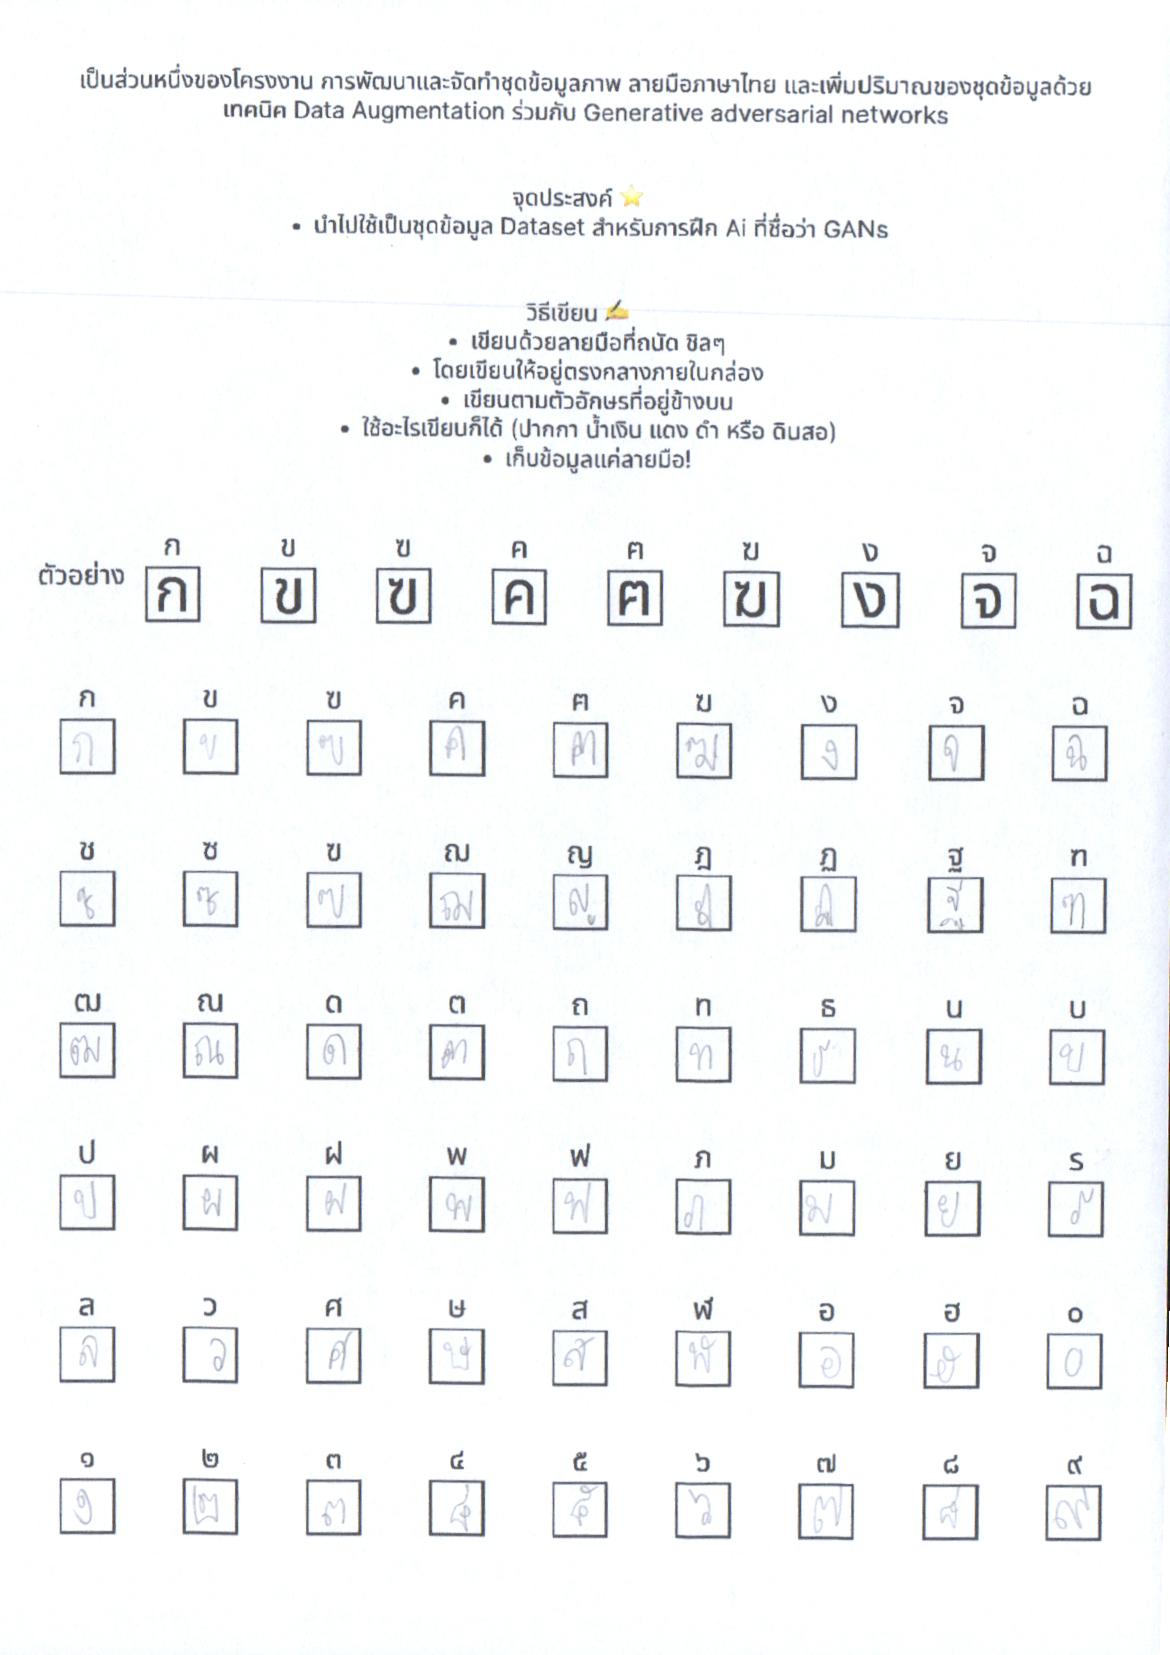 เป็นส่วนหนึ่งของโครงงาน การพัฒนาและจัดทำชุดข้อมูลภาพ ลายมือภาษาไทย และเพิ่มปริมาณของชุดข้อมูลด้วย
เทคนิค Data Augmentation ร่วมกับ Generative adversarial networks
จุดประสงค์ ⭐
• นำไปใช้เป็นชุดข้อมูล Dataset สำหรับการฝึก Ai ที่ชื่อว่า GANs
วิธีเขียน ✍️
• เขียนด้วยลายมือที่ถนัด ชิลๆ
• โดยเขียนให้อยู่ตรงกลางภายในกล่อง
• เขียนตามตัวอักษรที่อยู่ข้างบน
• ใช้อะไรเขียนก็ได้ (ปากกา น้ำเงิน แดง ดำ หรือ ดินสอ)
• เก็บข้อมูลแค่ลายมือ!
ก ข ฃ ค ฅ ฆ ง จ ฉ
ตัวอย่าง ก ข ฃ ค ฅ ฆ ง จ ฉ
ก ข ฃ ค ฅ ฆ ง จ ฉ
ก ข ฃ ค ฅ ฆ ง จ ฉ
ช ซ ฃ ฌ ญ ฎ ฏ ฐ ฑ
ช ซ ฃ ฌ ญ ฎ ฏ ฐ ฑ
ฒ ณ ด ต ถ ท ธ น บ
ฒ ณ ด ต ถ ท ธ น บ
ป ผ ฝ พ ฟ ภ ม ย ร
ป ผ ฝ พ ฟ ภ ม ย ร
ล ว ศ ษ ส ฬ อ ฮ ๐
ล ว ศ ษ ส ฬ อ ฮ ๐
๑ ๒ ๓ ๔ ๕ ๖ ๗ ๘ ๙
๑ ๒ ๓ ๔ ๕ ๖ ๗ ๘ ๙